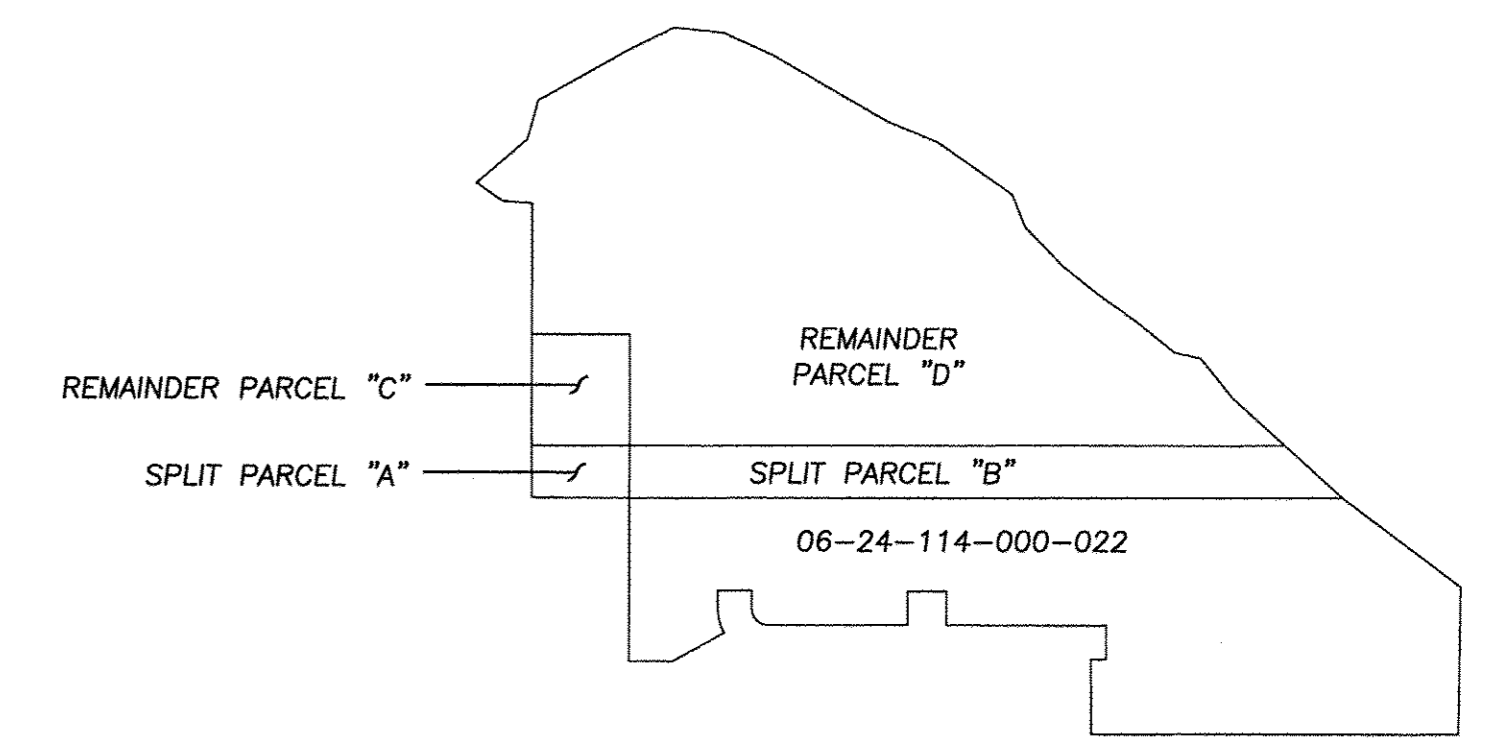 REMAINDER
PARCEL "D"
REMAINDER PARCEL "C"
SPLIT PARCEL "A"
SPLIT PARCEL "B"
06-24-114-000-022